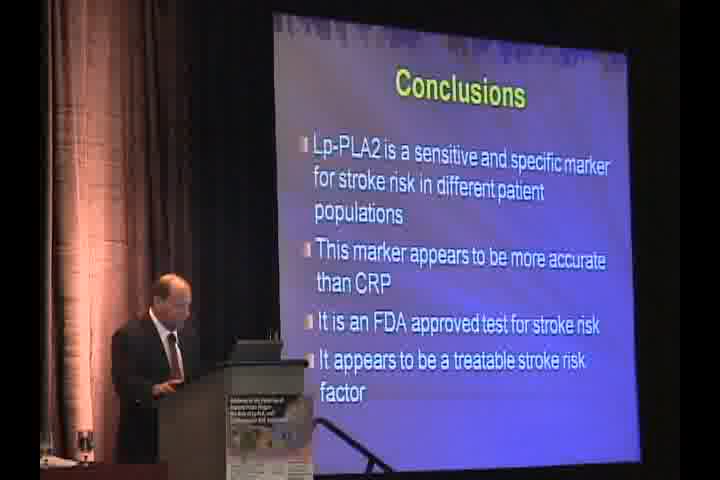 Conclusions
Lp-PLA2 is a sensitive and specific marker
for stroke risk in different patient
populations
This marker appears to be more accurate
than CRP
It is an FDA approved test for stroke risk
It appears to be a treatable stroke risk
factor